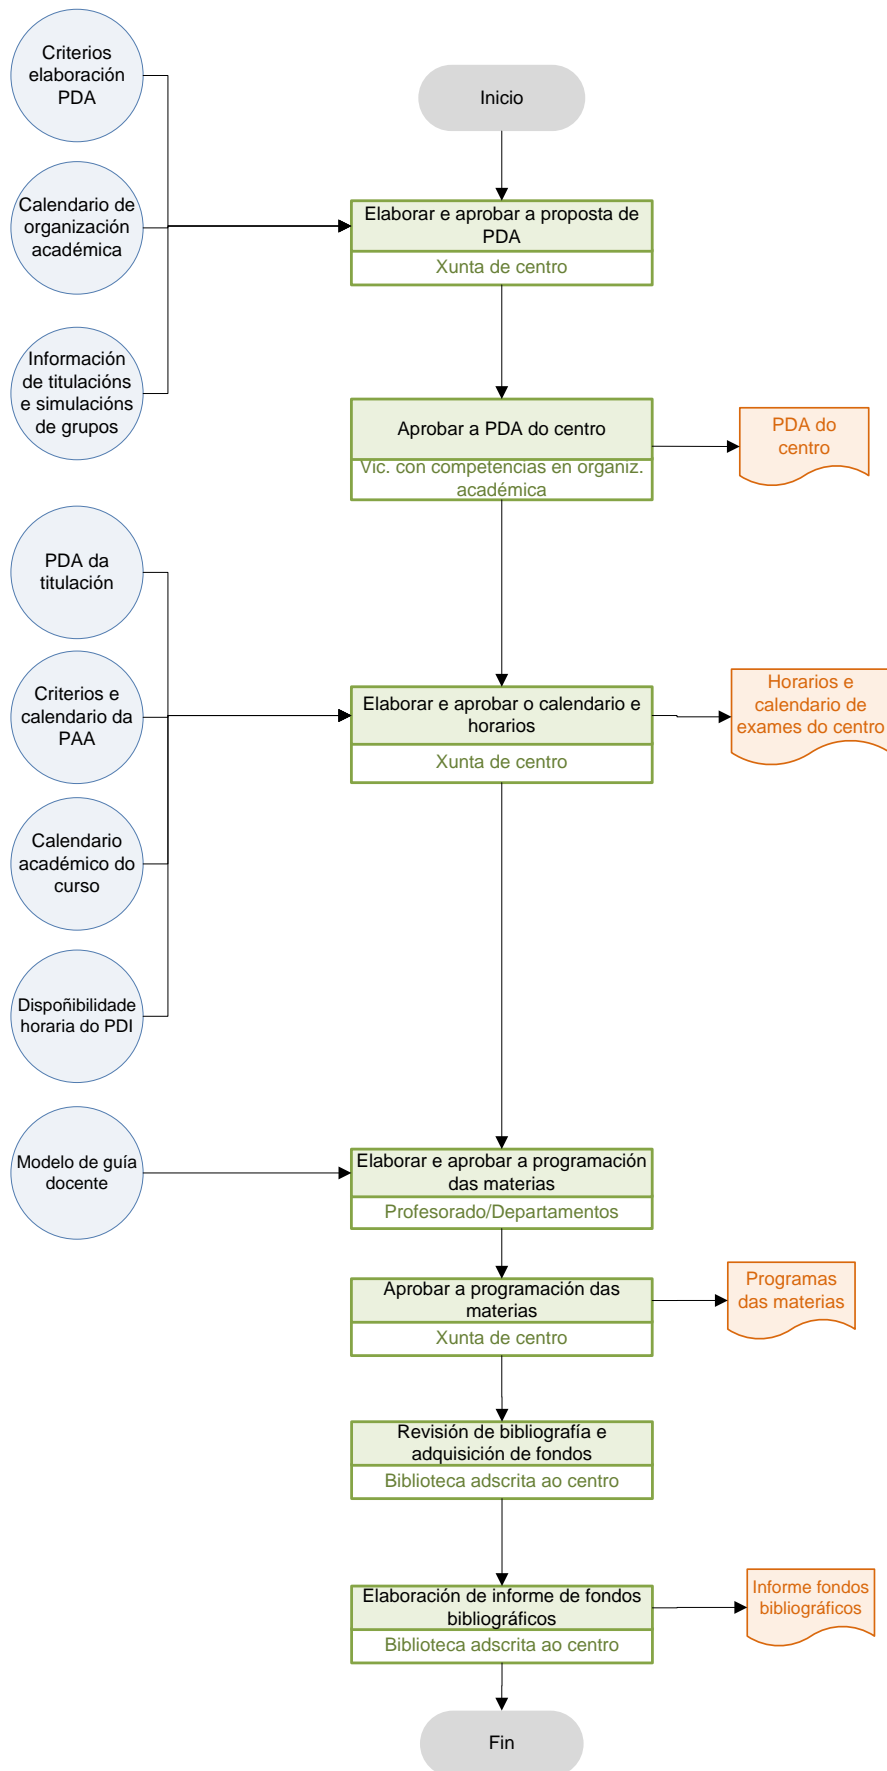 Criterios
elaboración
PDA
Inicio
Calendario de
organización
académica
Elaborar e aprobar a proposta de
PDA
Xunta de centro
Información
de titulacións
e simulacións
de grupos
Aprobar a PDA do centro
Vic. con competencias en organiz.
académica
PDA do
centro
PDA da
titulación
Criterios e
calendario da
PAA
Elaborar e aprobar o calendario e
horarios
Xunta de centro
Horarios e
calendario de
exames do centro
Calendario
académico do
curso
Dispoñibilidade
horaria do PDI
Modelo de guía
docente
Elaborar e aprobar a programación
das materias
Profesorado/Departamentos
Aprobar a programación das
materias
Xunta de centro
Programas
das materias
Revisión de bibliografía e
adquisición de fondos
Biblioteca adscrita ao centro
Elaboración de informe de fondos
bibliográficos
Biblioteca adscrita ao centro
Informe fondos
bibliográficos
Fin